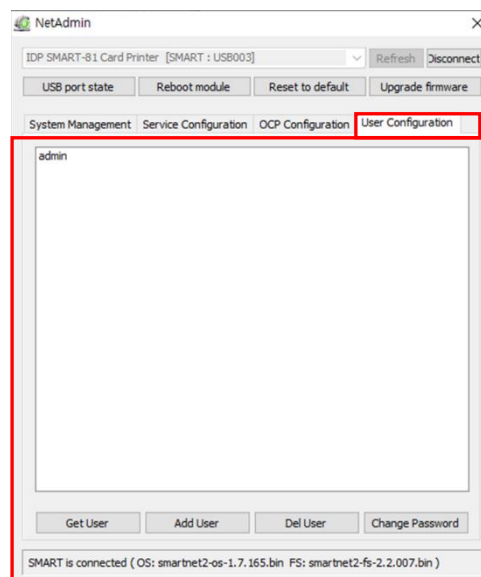 NetAdmin
IDP SMART-81 Card Printer [SMART : USB003] Refresh Disconnect
USB port state Reboot module Reset to default Upgrade firmware
System Management Service Configuration OCP Configuration User Configuration
admin
Get User Add User Del User Change Password
SMART is connected ( OS: smartnet2-os-1.7.165.bin FS: smartnet2-fs-2.2.007.bin )